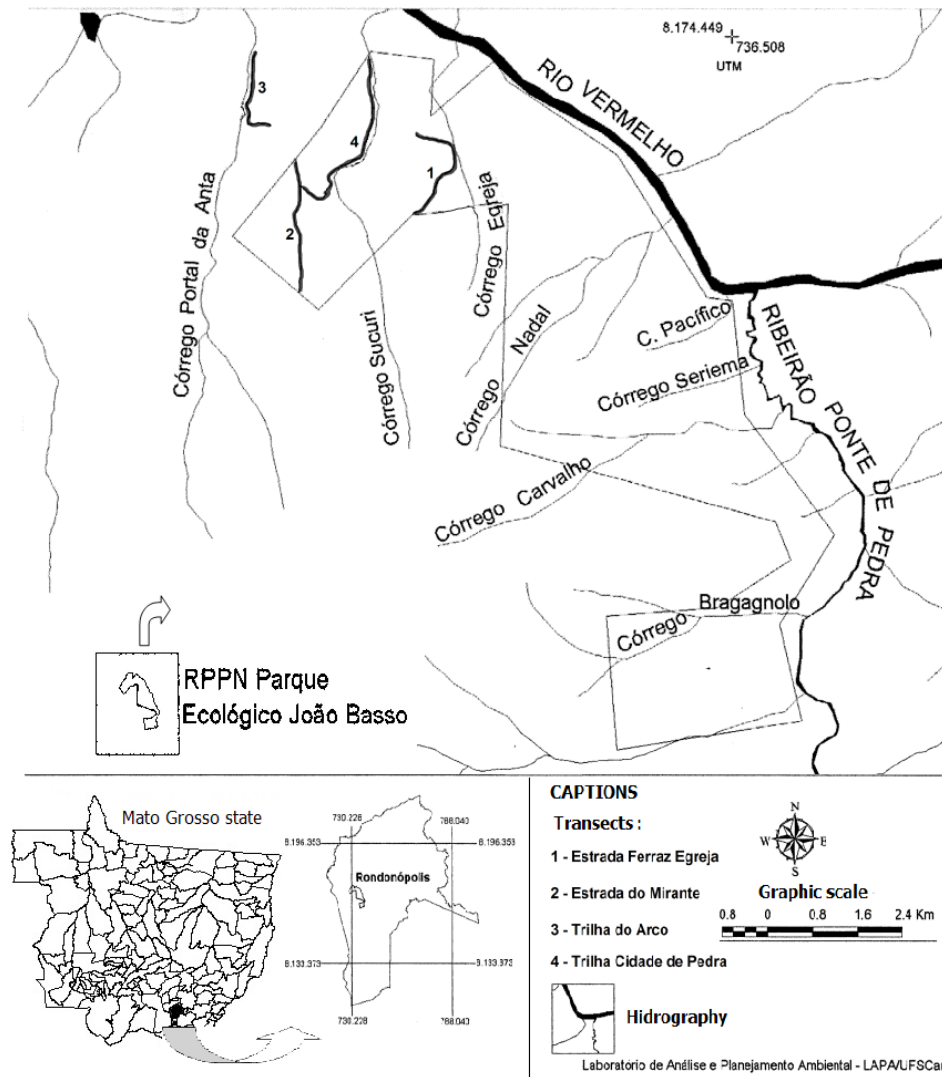 8.174.449
736.508
UTM
RIO VERMELHO
3
4
1
2
Córrego Portal da Anta
Córrego Sucuri
Córrego Egreja
Córrego Nadal
C. Pacífico
Córrego Seriema
RIBEIRÃO PONTE DE PEDRA
Córrego Carvalho
Córrego Bragagnolo
RPPN Parque
Ecológico João Basso
Mato Grosso state
730.228
788.040
8.196.353
8.196.353
Rondonópolis
8.133.373
8.133.373
730.228
788.040
CAPTIONS
Transects :
1 - Estrada Ferraz Egreja
2 - Estrada do Mirante
3 - Trilha do Arco
4 - Trilha Cidade de Pedra
N
W
E
S
Graphic scale
0.8 0 0.8 1.6 2.4 Km
Hidrography
Laboratório de Análise e Planejamento Ambiental - LAPA/UFSCar